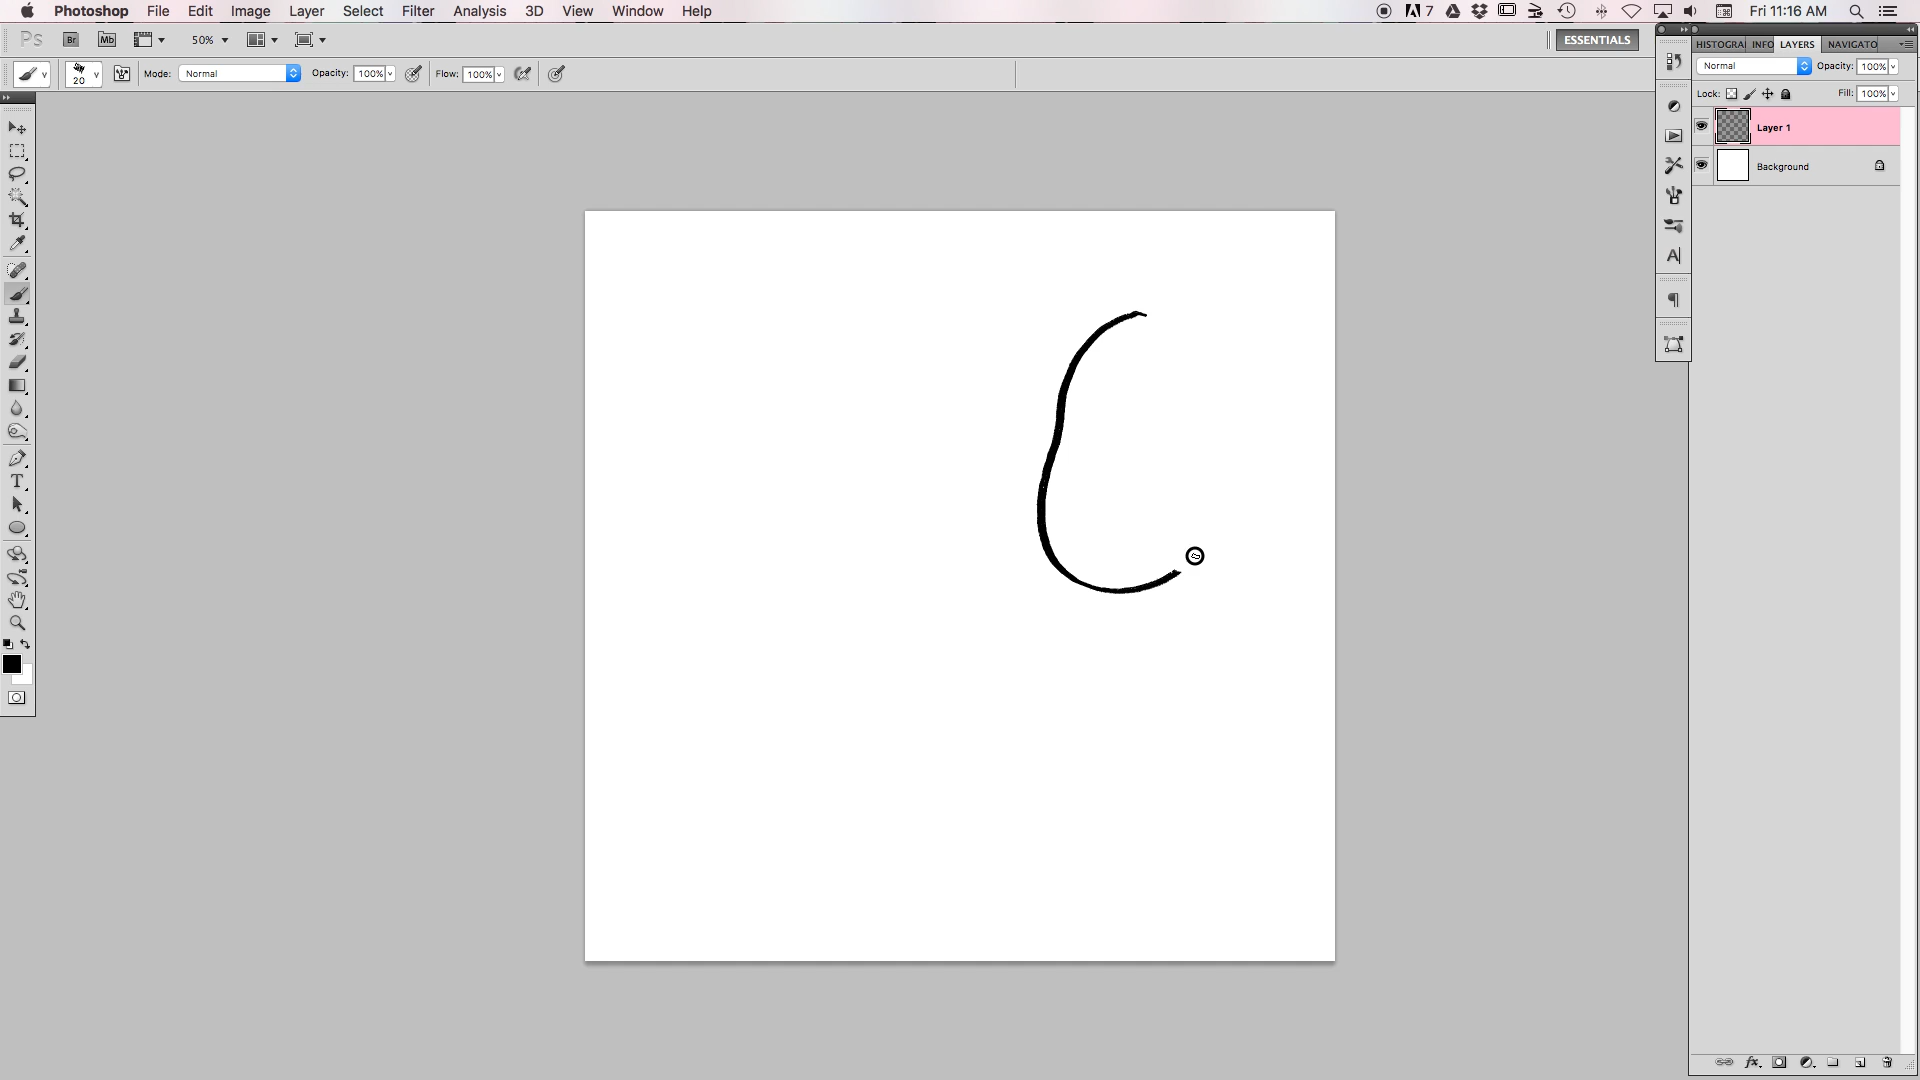 Photoshop File Edit Image Layer Select Filter Analysis 3D View Window Help 7 Fri 11:16 AM
Ps Br Mb 50% ESSENTIALS
20 Mode: Normal Opacity: 100% Flow: 100%
HISTOGRA INFO LAYERS NAVIGATO
Normal Opacity: 100%
Lock: Fill: 100%
Layer 1
Background